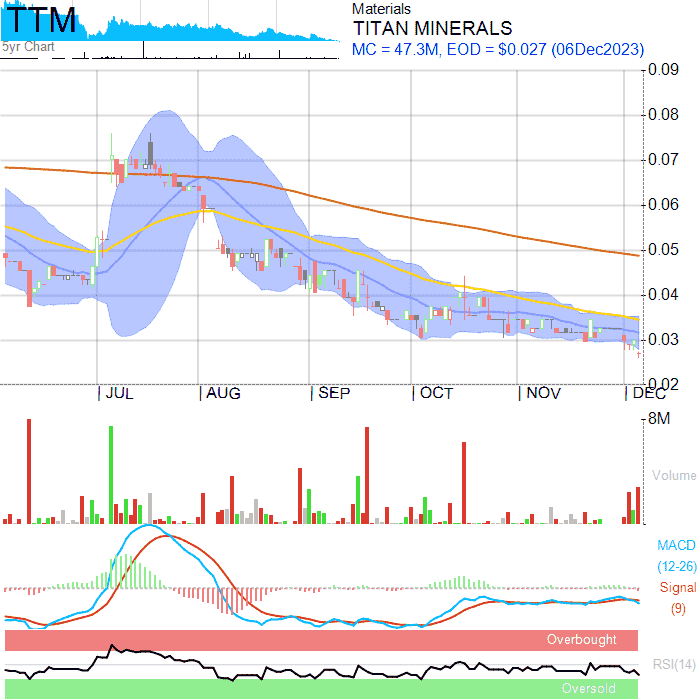 TTM
5yr Chart
Materials
TITAN MINERALS
MC = 47.3M, EOD = $0.027 (06Dec2023)
0.09
0.08
0.07
0.06
0.05
0.04
0.03
0.02
JUL AUG SEP OCT NOV DEC
8M
Volume
MACD
(12-26)
Signal
(9)
Overbought
RSI(14)
Oversold